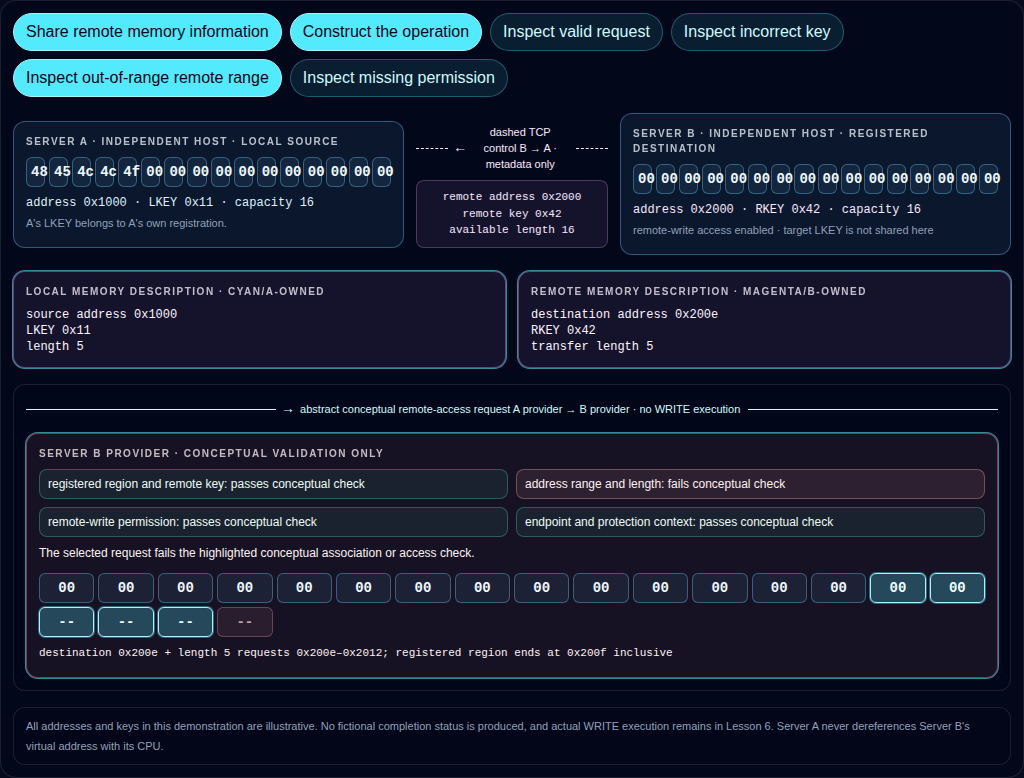 Share remote memory information
Construct the operation
Inspect valid request
Inspect incorrect key
Inspect out-of-range remote range
Inspect missing permission
SERVER A · INDEPENDENT HOST · LOCAL SOURCE
48 45 4c 4c 4f 00 00 00 00 00 00 00 00 00 00 00
address 0x1000 · LKEY 0x11 · capacity 16
A's LKEY belongs to A's own registration.
dashed TCP
← control B → A ·
metadata only
remote address 0x2000
remote key 0x42
available length 16
SERVER B · INDEPENDENT HOST · REGISTERED
DESTINATION
00 00 00 00 00 00 00 00 00 00 00 00 00 00 00 00
address 0x2000 · RKEY 0x42 · capacity 16
remote-write access enabled · target LKEY is not shared here
LOCAL MEMORY DESCRIPTION · CYAN/A-OWNED
source address 0x1000
LKEY 0x11
length 5
REMOTE MEMORY DESCRIPTION · MAGENTA/B-OWNED
destination address 0x200e
RKEY 0x42
transfer length 5
→ abstract conceptual remote-access request A provider → B provider · no WRITE execution
SERVER B PROVIDER · CONCEPTUAL VALIDATION ONLY
registered region and remote key: passes conceptual check
address range and length: fails conceptual check
remote-write permission: passes conceptual check
endpoint and protection context: passes conceptual check
The selected request fails the highlighted conceptual association or access check.
00 00 00 00 00 00 00 00 00 00 00 00 00 00 00 00
-- -- -- --
destination 0x200e + length 5 requests 0x200e–0x2012; registered region ends at 0x200f inclusive
All addresses and keys in this demonstration are illustrative. No fictional completion status is produced, and actual WRITE execution remains in Lesson 6. Server A never dereferences Server B's
virtual address with its CPU.